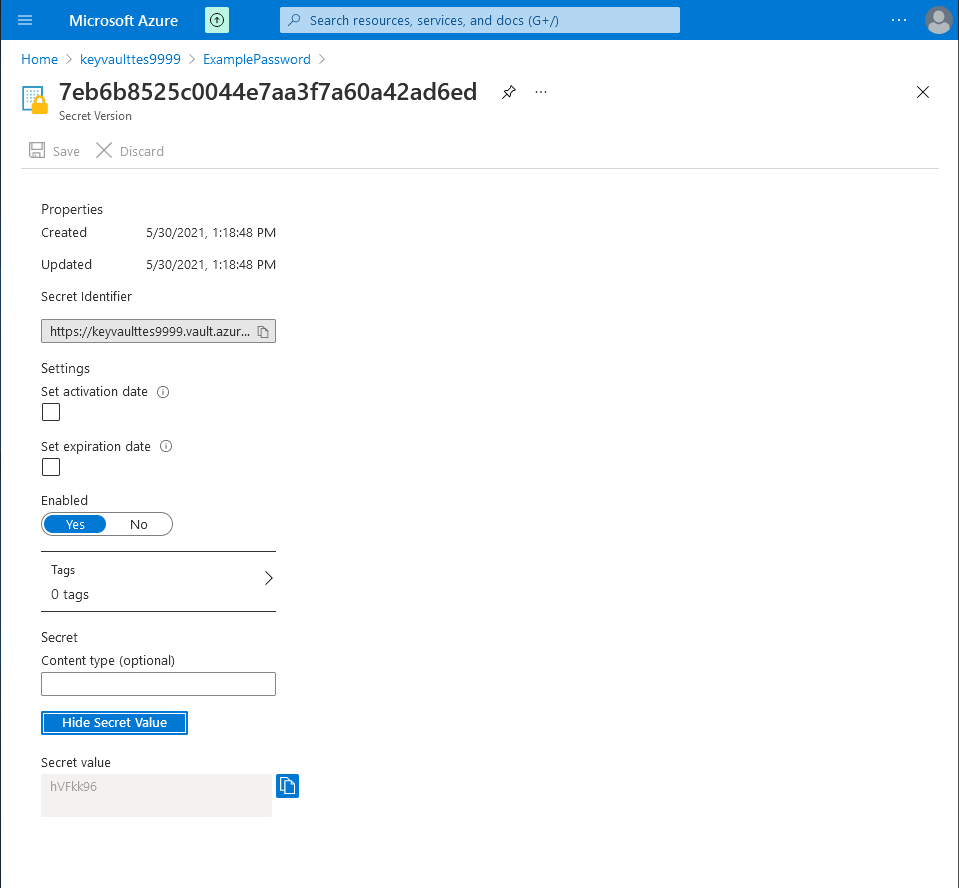 Microsoft Azure
Search resources, services, and docs (G+/)
Home > keyvaulttes9999 > ExamplePassword >
7eb6b8525c0044e7aa3f7a60a42ad6ed
Secret Version
Save Discard
Properties
Created 5/30/2021, 1:18:48 PM
Updated 5/30/2021, 1:18:48 PM
Secret Identifier
https://keyvaulttes9999.vault.azur...
Settings
Set activation date
Set expiration date
Enabled
Yes No
Tags
0 tags
Secret
Content type (optional)
Hide Secret Value
Secret value
hVFkk96